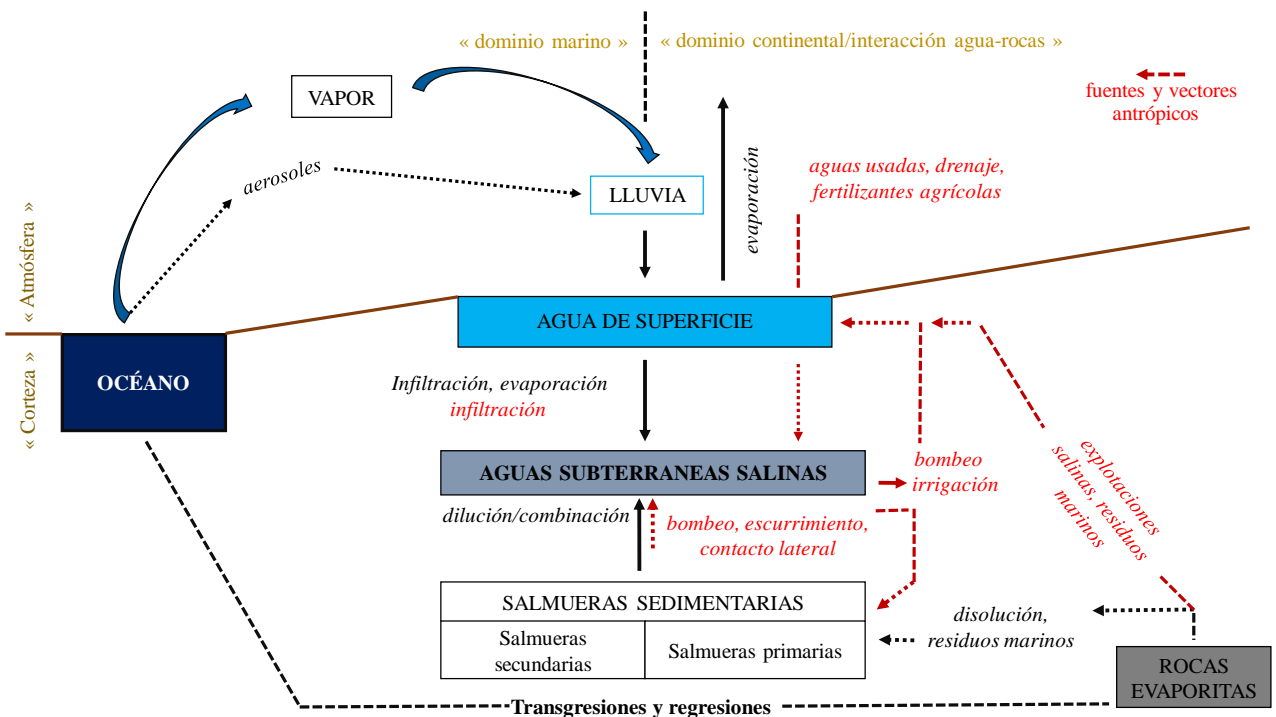 « dominio marino »
« dominio continental/interacción agua-rocas »
VAPOR
fuentes y vectores
antrópicos
aerosoles
LLUVIA
evaporación
aguas usadas, drenaje,
fertilizantes agrícolas
« Atmósfera »
« Corteza »
AGUA DE SUPERFICIE
OCÉANO
Infiltración, evaporación
infiltración
AGUAS SUBTERRANEAS SALINAS
bombeo
irrigación
explotaciones
salinas, residuos
marinos
dilución/combinación
bombeo, escurrimiento,
contacto lateral
SALMUERAS SEDIMENTARIAS
Salmueras
secundarias
Salmueras primarias
disolución,
residuos marinos
ROCAS
EVAPORITAS
Transgresiones y regresiones